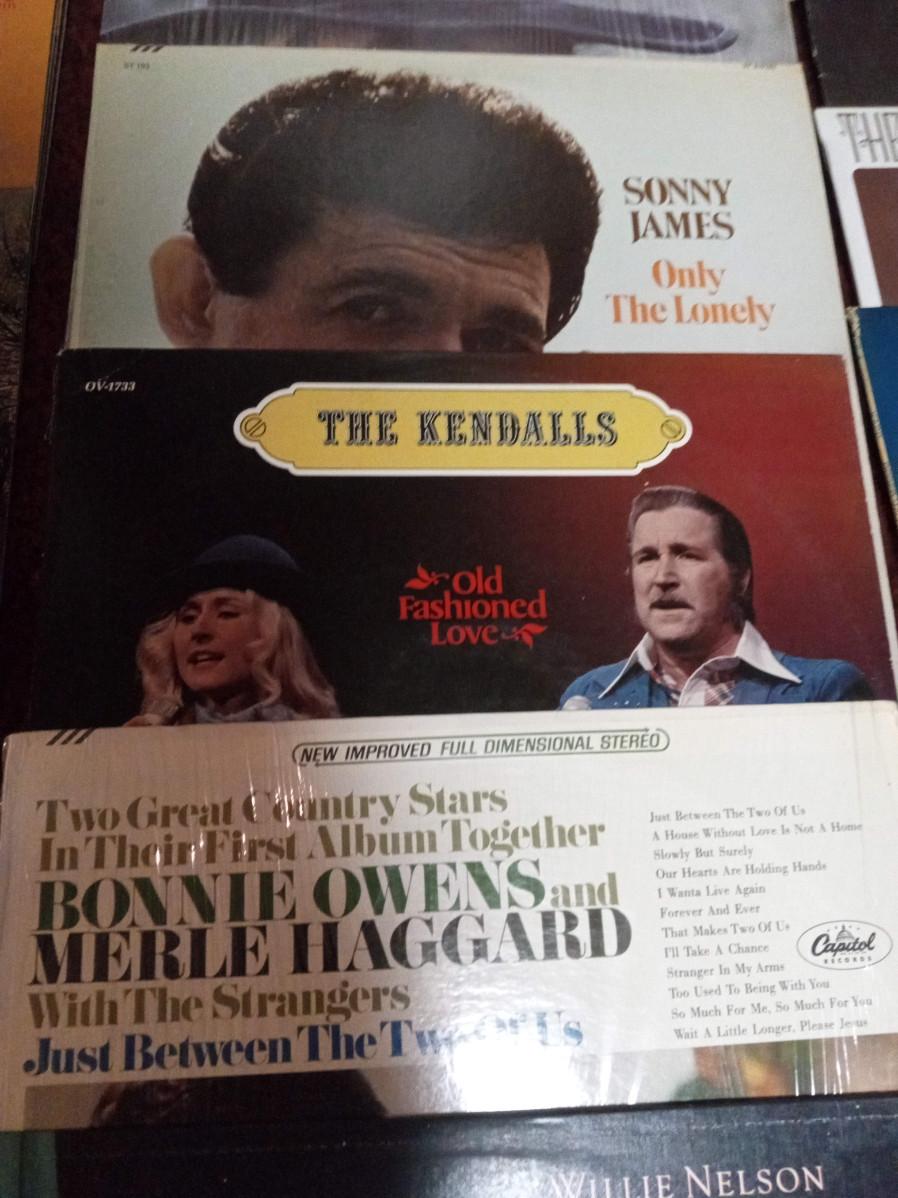 ST 193
SONNY
JAMES
Only
The Lonely
THE
OV-1733
THE KENDALLS
Old
Fashioned
Love
NEW IMPROVED FULL DIMENSIONAL STEREO
Two Great Country Stars
In Their First Album Together
BONNIE OWENS and
MERLE HAGGARD
With The Strangers
Just Between The Two Of Us
Just Between The Two Of Us
A House Without Love Is Not A Home
Slowly But Surely
Our Hearts Are Holding Hands
I Wanta Live Again
Forever And Ever
That Makes Two Of Us
I'll Take A Chance
Stranger In My Arms
Too Used To Being With You
So Much For Me, So Much For You
Wait A Little Longer, Please Jesus
Capitol
RECORDS
WILLIE NELSON